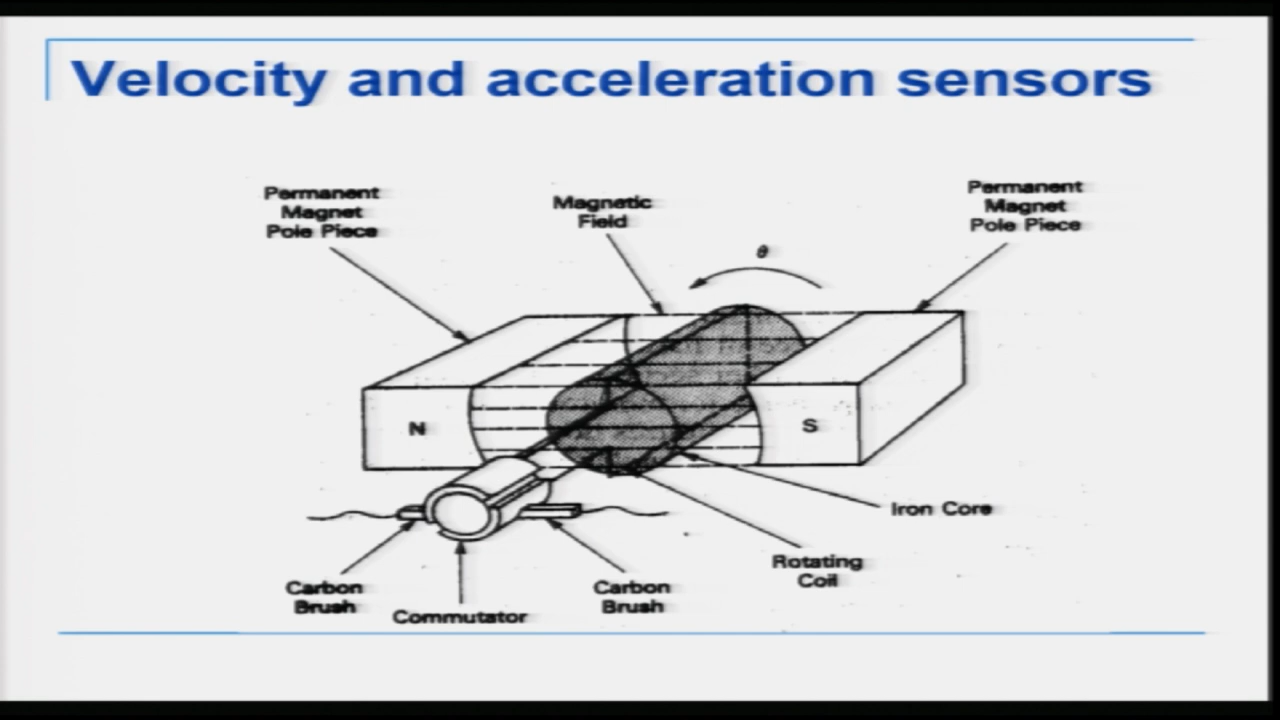 Velocity and acceleration sensors
Permanent
Magnet
Pole Piece
Magnetic
Field
Permanent
Magnet
Pole Piece
θ
N
S
Iron Core
Rotating
Coil
Carbon
Brush
Commutator
Carbon
Brush